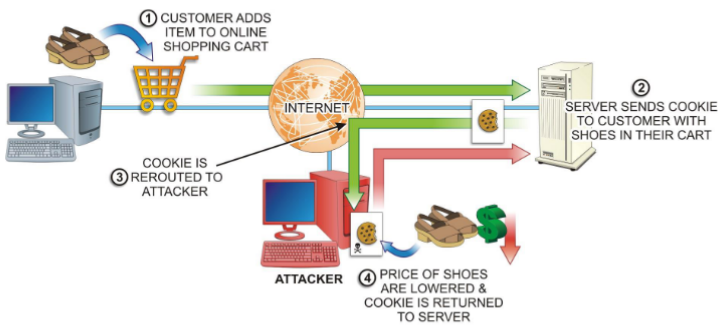 1 CUSTOMER ADDS
ITEM TO ONLINE
SHOPPING CART
INTERNET
2
SERVER SENDS COOKIE
TO CUSTOMER WITH
SHOES IN THEIR CART
COOKIE IS
3 REROUTED TO
ATTACKER
$
ATTACKER
4 PRICE OF SHOES
ARE LOWERED &
COOKIE IS RETURNED
TO SERVER